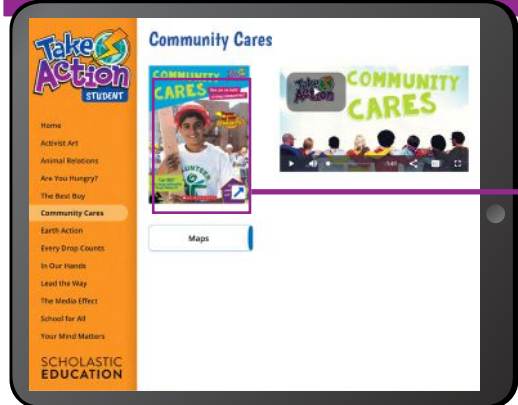 Take
Action
STUDENT
Home
Activist Art
Animal Relations
Are You Hungry?
The Best Buy
Community Cares
Earth Action
Every Drop Counts
In Our Hands
Lead the Way
The Media Effect
School for All
Your Mind Matters
SCHOLASTIC
EDUCATION
Community Cares
COMMUNITY
CARES
Maps
Take
Action
COMMUNITY
CARES